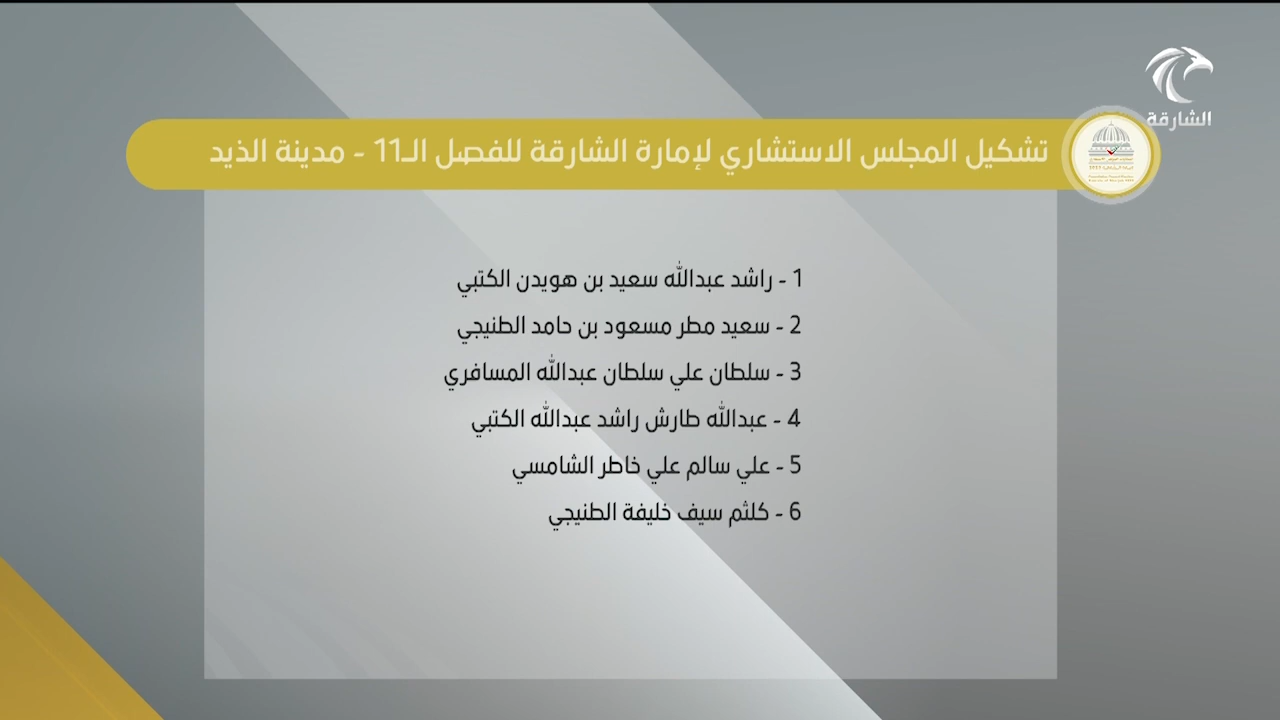 الشارقة
تشكيل المجلس الاستشاري لإمارة الشارقة للفصل الـ11 - مدينة الذيد
1 - راشد عبدالله سعيد بن هويدن الكتبي
2 - سعيد مطر مسعود بن حامد الطنيجي
3 - سلطان علي سلطان عبدالله المسافري
4 - عبدالله طارش راشد عبدالله الكتبي
5 - علي سالم علي خاطر الشامسي
6 - كلثم سيف خليفة الطنيجي